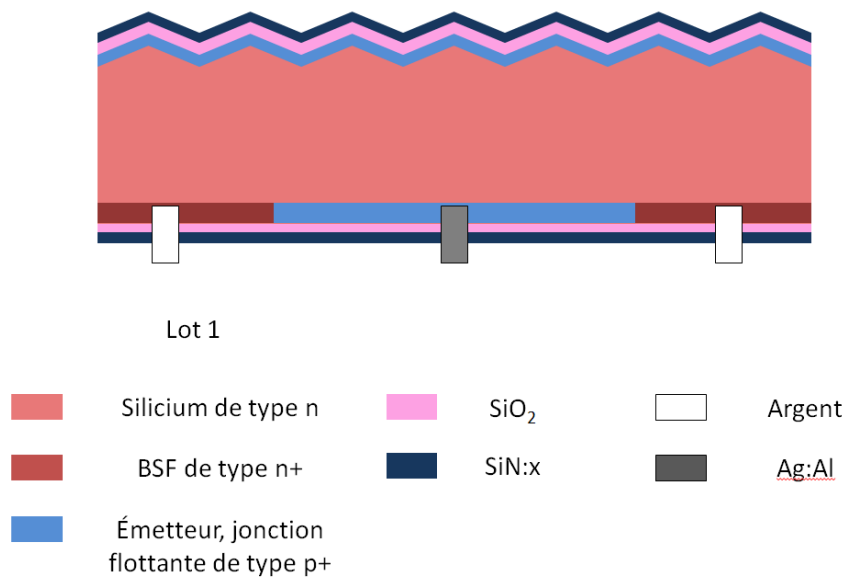 Lot 1
Silicium de type n
SiO₂
Argent
BSF de type n+
SiN:x
Ag:Al
Émetteur, jonction
flottante de type p+